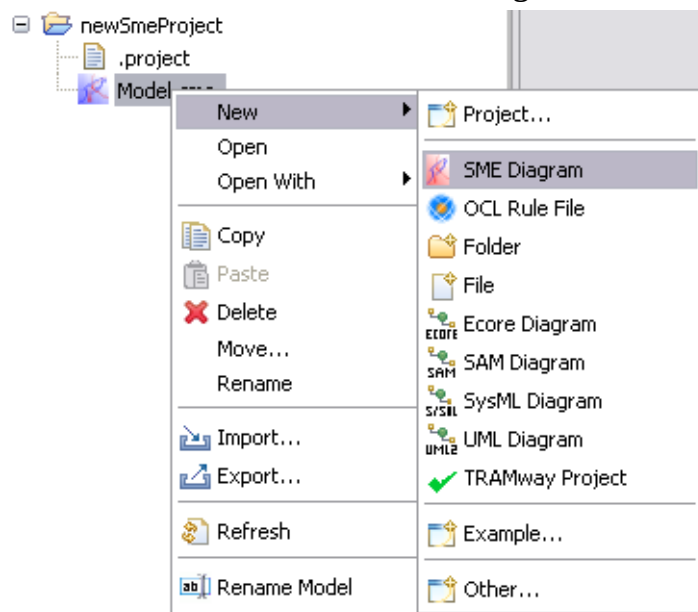 newSmeProject
.project
Model
New
Open
Open With
Copy
Paste
Delete
Move...
Rename
Import...
Export...
Refresh
Rename Model
Project...
SME Diagram
OCL Rule File
Folder
File
ECORE Ecore Diagram
SAM SAM Diagram
SysML Diagram
UML2 UML Diagram
TRAMway Project
Example...
Other...